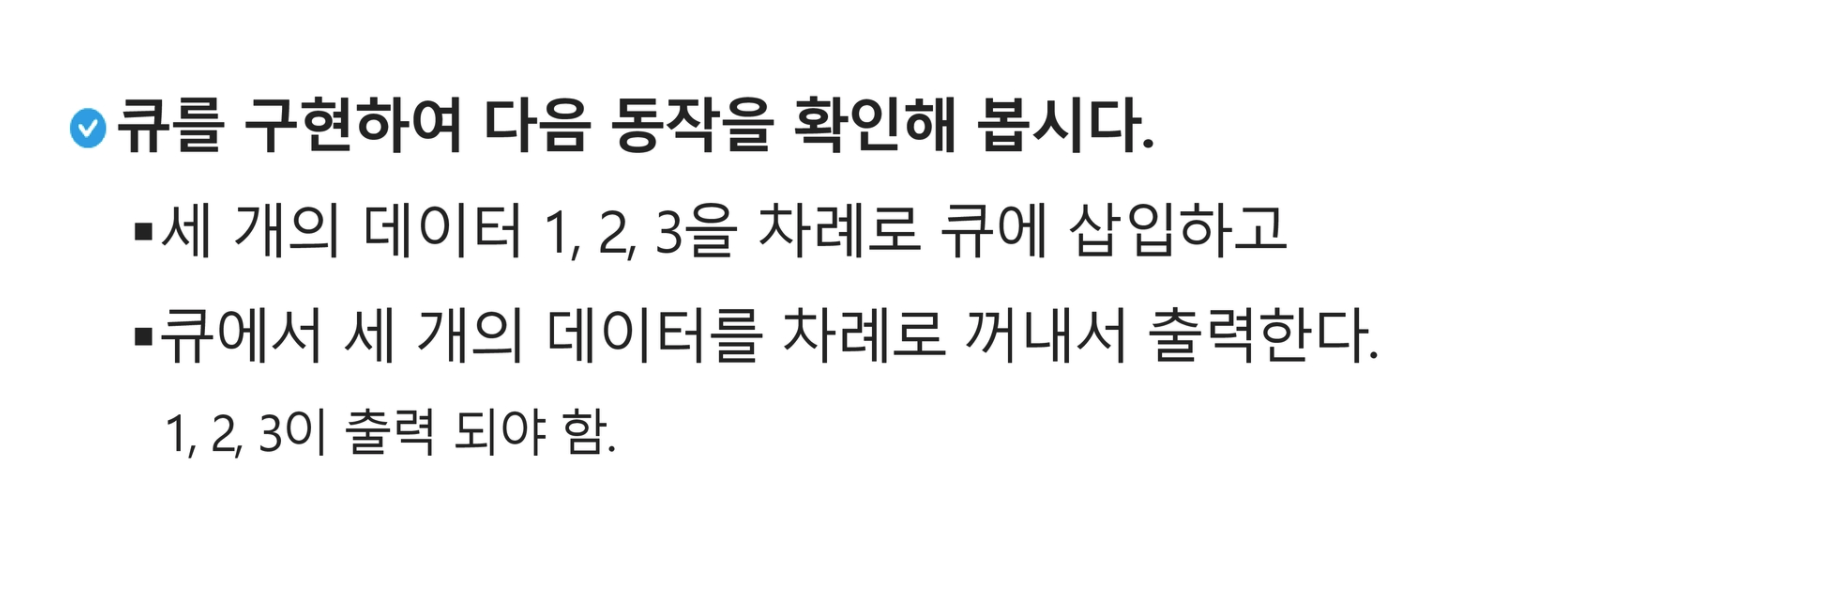 큐를 구현하여 다음 동작을 확인해 봅시다.
▪세 개의 데이터 1, 2, 3을 차례로 큐에 삽입하고
▪큐에서 세 개의 데이터를 차례로 꺼내서 출력한다.
1, 2, 3이 출력 되야 함.